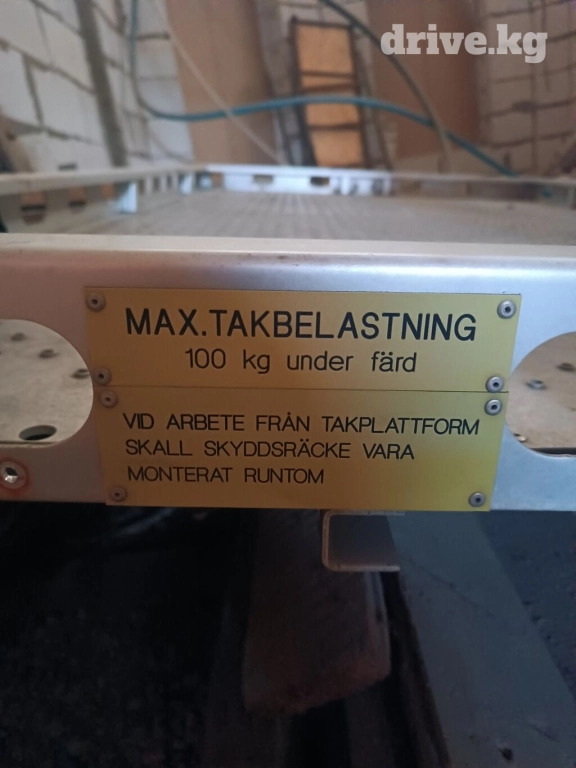 drive.kg
MAX.TAKBELASTNING
100 kg under färd
VID ARBETE FRÅN TAKPLATTFORM
SKALL SKYDDSRÄCKE VARA
MONTERAT RUNTOM